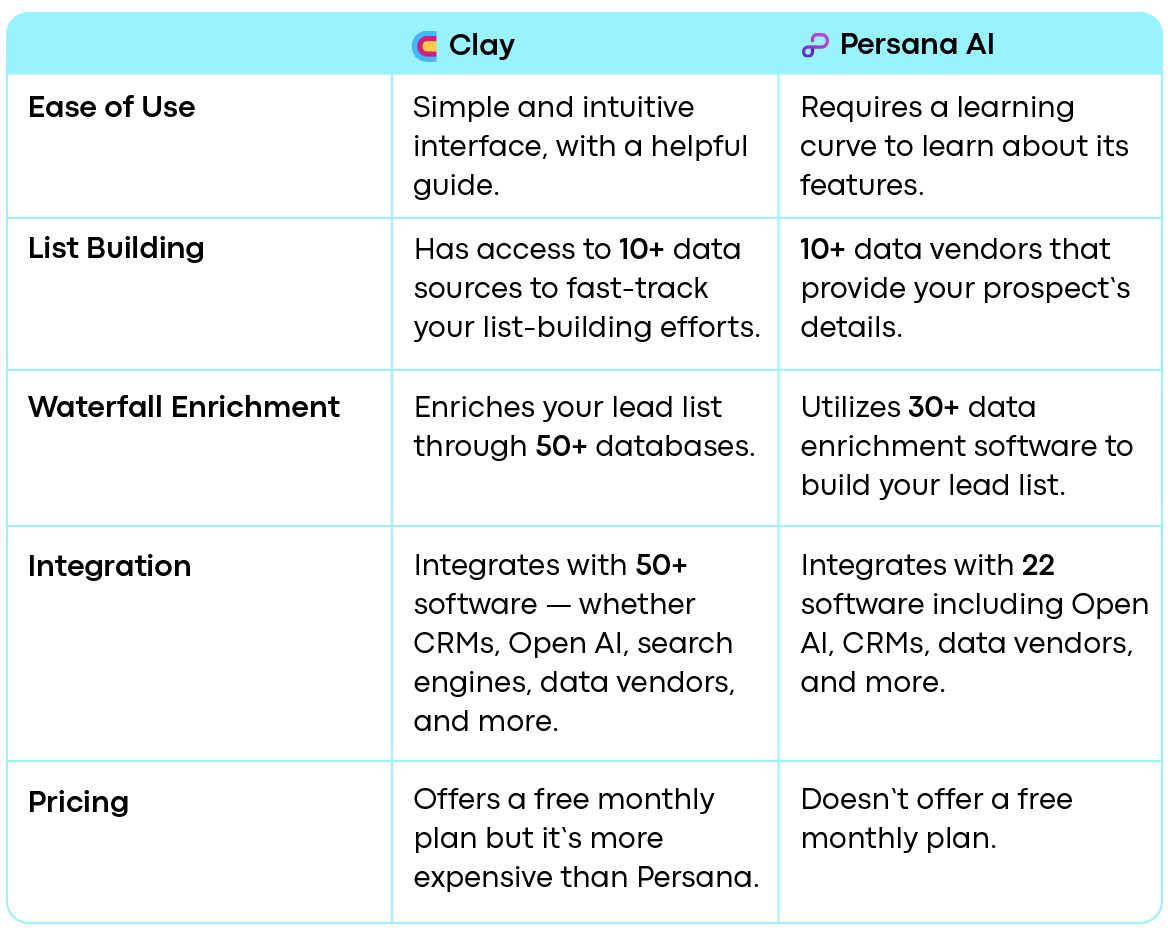 Clay
Persana AI
Ease of Use
Simple and intuitive
interface, with a helpful
guide.
Requires a learning
curve to learn about its
features.
List Building
Has access to 10+ data
sources to fast-track
your list-building efforts.
10+ data vendors that
provide your prospect‛s
details.
Waterfall Enrichment
Enriches your lead list
through 50+ databases.
Utilizes 30+ data
enrichment software to
build your lead list.
Integration
Integrates with 50+
software — whether
CRMs, Open AI, search
engines, data vendors,
and more.
Integrates with 22
software including Open
AI, CRMs, data vendors,
and more.
Pricing
Offers a free monthly
plan but it‛s more
expensive than Persana.
Doesn‛t offer a free
monthly plan.